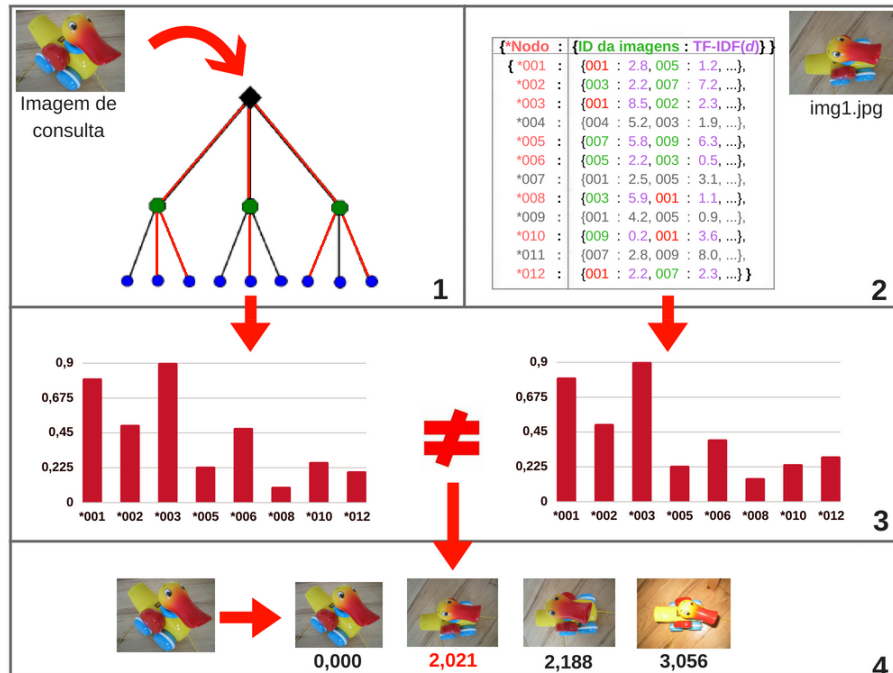 Imagem de
consulta
1
{*Nodo : {ID da imagens : TF-IDF(d)} }
{ *001 : {001 : 2.8, 005 : 1.2, ...},
*002 : {003 : 2.2, 007 : 7.2, ...},
*003 : {001 : 8.5, 002 : 2.3, ...},
*004 : {004 : 5.2, 003 : 1.9, ...},
*005 : {007 : 5.8, 009 : 6.3, ...},
*006 : {005 : 2.2, 003 : 0.5, ...},
*007 : {001 : 2.5, 005 : 3.1, ...},
*008 : {003 : 5.9, 001 : 1.1, ...},
*009 : {001 : 4.2, 005 : 0.9, ...},
*010 : {009 : 0.2, 001 : 3.6, ...},
*011 : {007 : 2.8, 009 : 8.0, ...},
*012 : {001 : 2.2, 007 : 2.3, ...} }
img1.jpg
2
0,9
0,675
0,45
0,225
0
*001 *002 *003 *005 *006 *008 *010 *012
≠
0,9
0,675
0,45
0,225
0
*001 *002 *003 *005 *006 *008 *010 *012
3
0,000 2,021 2,188 3,056
4